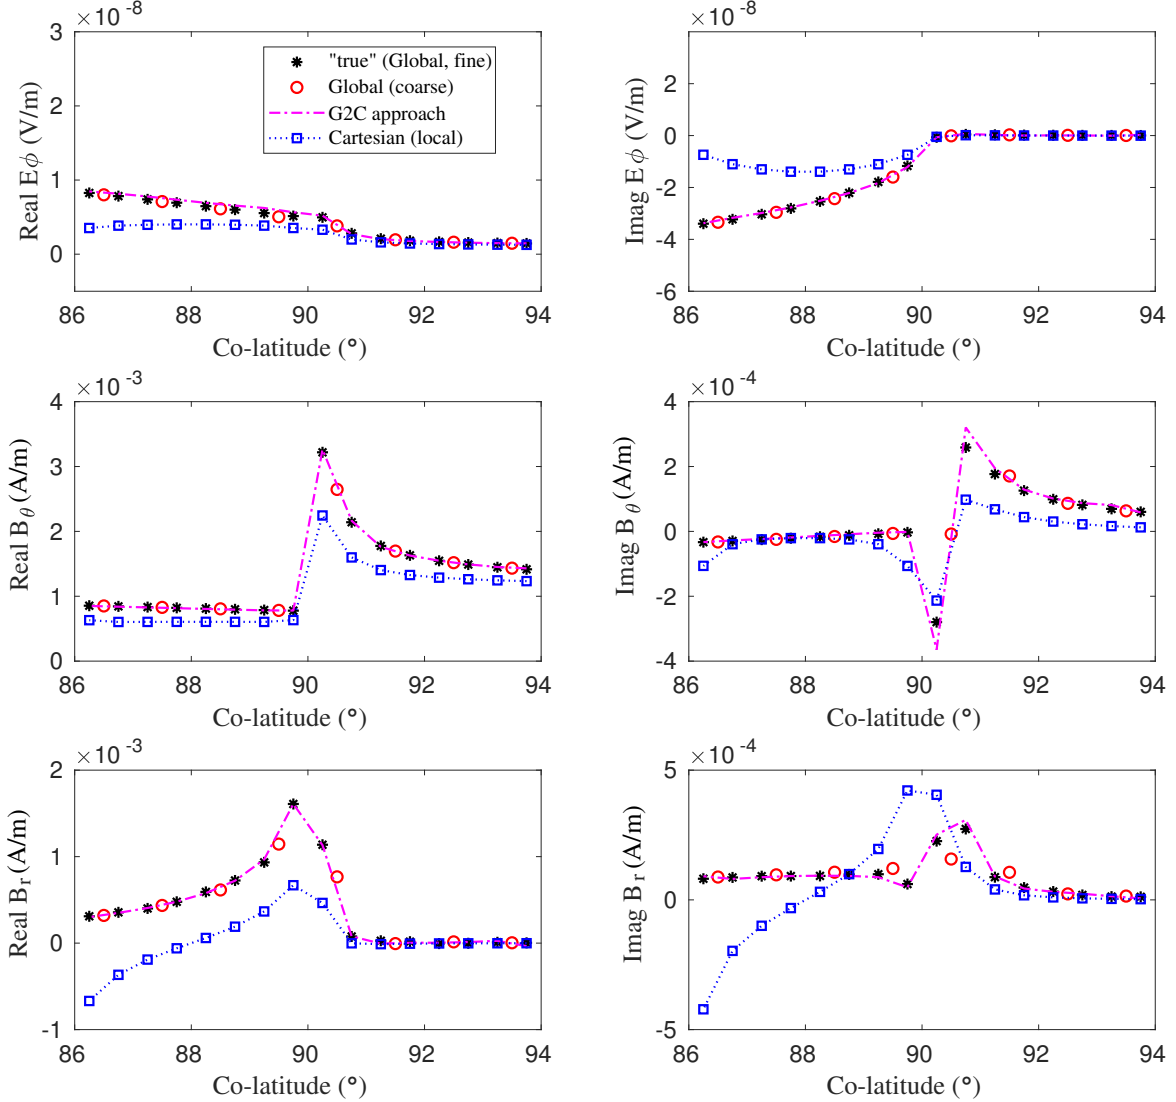 ×10 -8
3
2
1
0
Real Eϕ (V/m)
86 88 90 92 94
Co-latitude (°)
"true" (Global, fine)
Global (coarse)
G2C approach
Cartesian (local)
×10 -8
2
0
-2
-4
-6
Imag Eϕ (V/m)
86 88 90 92 94
Co-latitude (°)
×10 -3
4
3
2
1
0
Real Bθ (A/m)
86 88 90 92 94
Co-latitude (°)
×10 -4
4
2
0
-2
-4
Imag Bθ (A/m)
86 88 90 92 94
Co-latitude (°)
×10 -3
2
1
0
-1
Real Br (A/m)
86 88 90 92 94
Co-latitude (°)
×10 -4
5
0
-5
Imag Br (A/m)
86 88 90 92 94
Co-latitude (°)